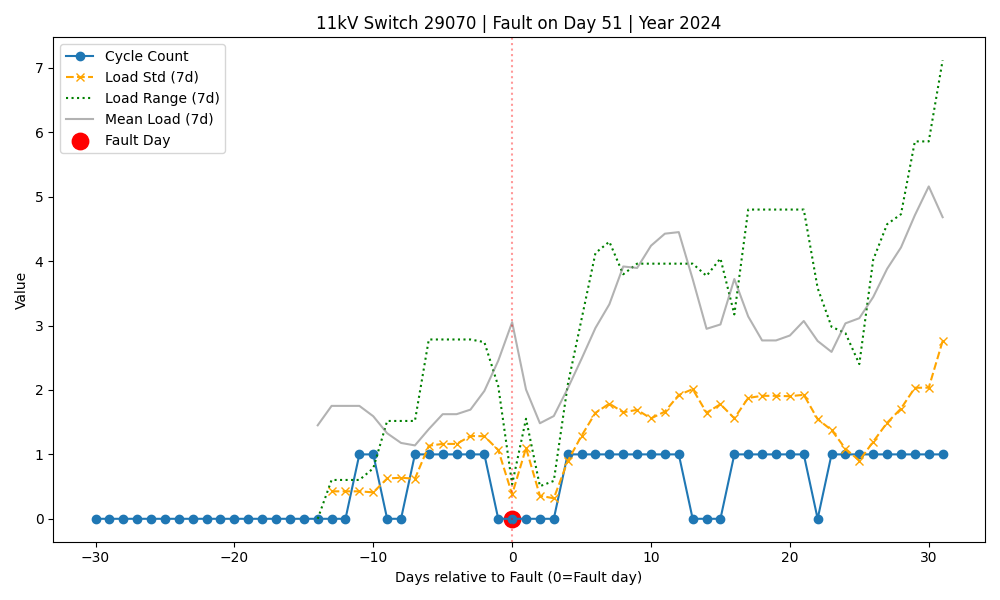 11kV Switch 29070 | Fault on Day 51 | Year 2024
Cycle Count
Load Std (7d)
Load Range (7d)
Mean Load (7d)
Fault Day
Value
7
6
5
4
3
2
1
0
−30
−20
−10
0
10
20
30
Days relative to Fault (0=Fault day)